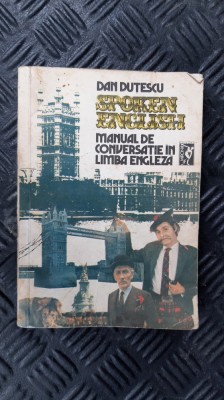 DAN DUTESCU
SPOKEN
ENGLISH
MANUAL DE
CONVERSATIE IN
LIMBA ENGLEZA